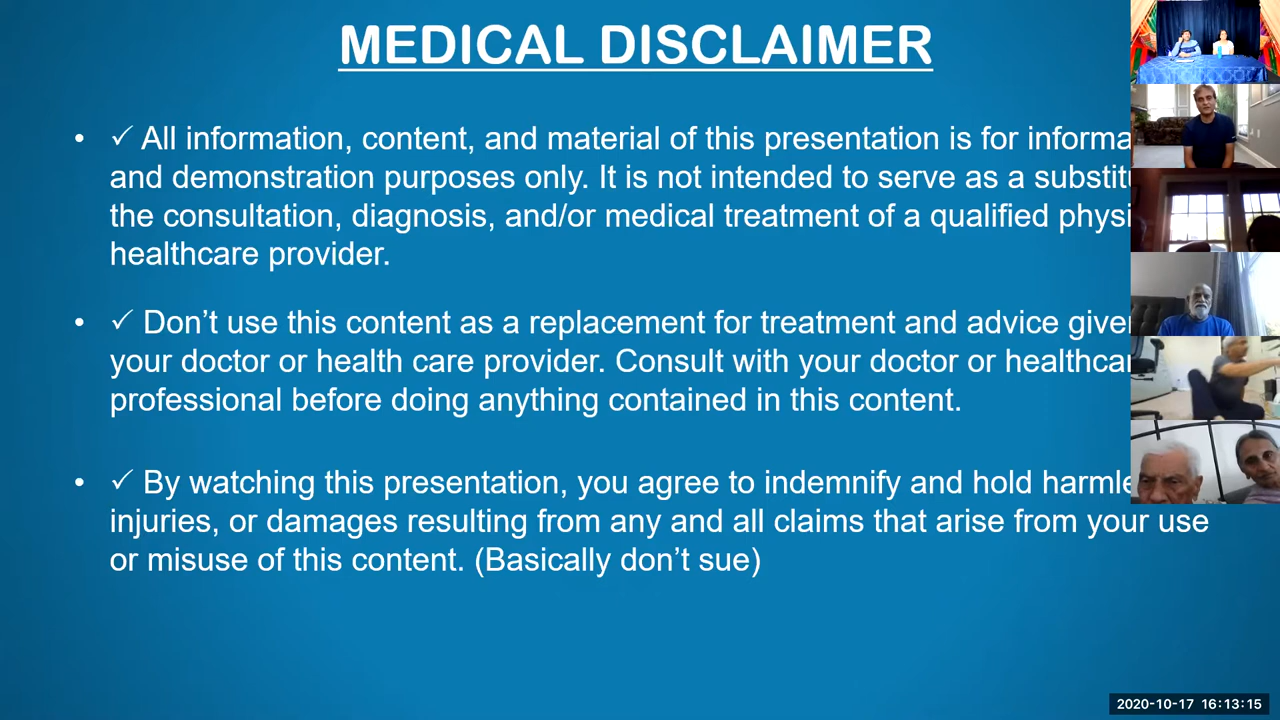 MEDICAL DISCLAIMER
• ✓ All information, content, and material of this presentation is for informa
and demonstration purposes only. It is not intended to serve as a substitu
the consultation, diagnosis, and/or medical treatment of a qualified physi
healthcare provider.
• ✓ Don’t use this content as a replacement for treatment and advice give
your doctor or health care provider. Consult with your doctor or healthcar
professional before doing anything contained in this content.
• ✓ By watching this presentation, you agree to indemnify and hold harmle
injuries, or damages resulting from any and all claims that arise from your use
or misuse of this content. (Basically don’t sue)
2020-10-17 16:13:15